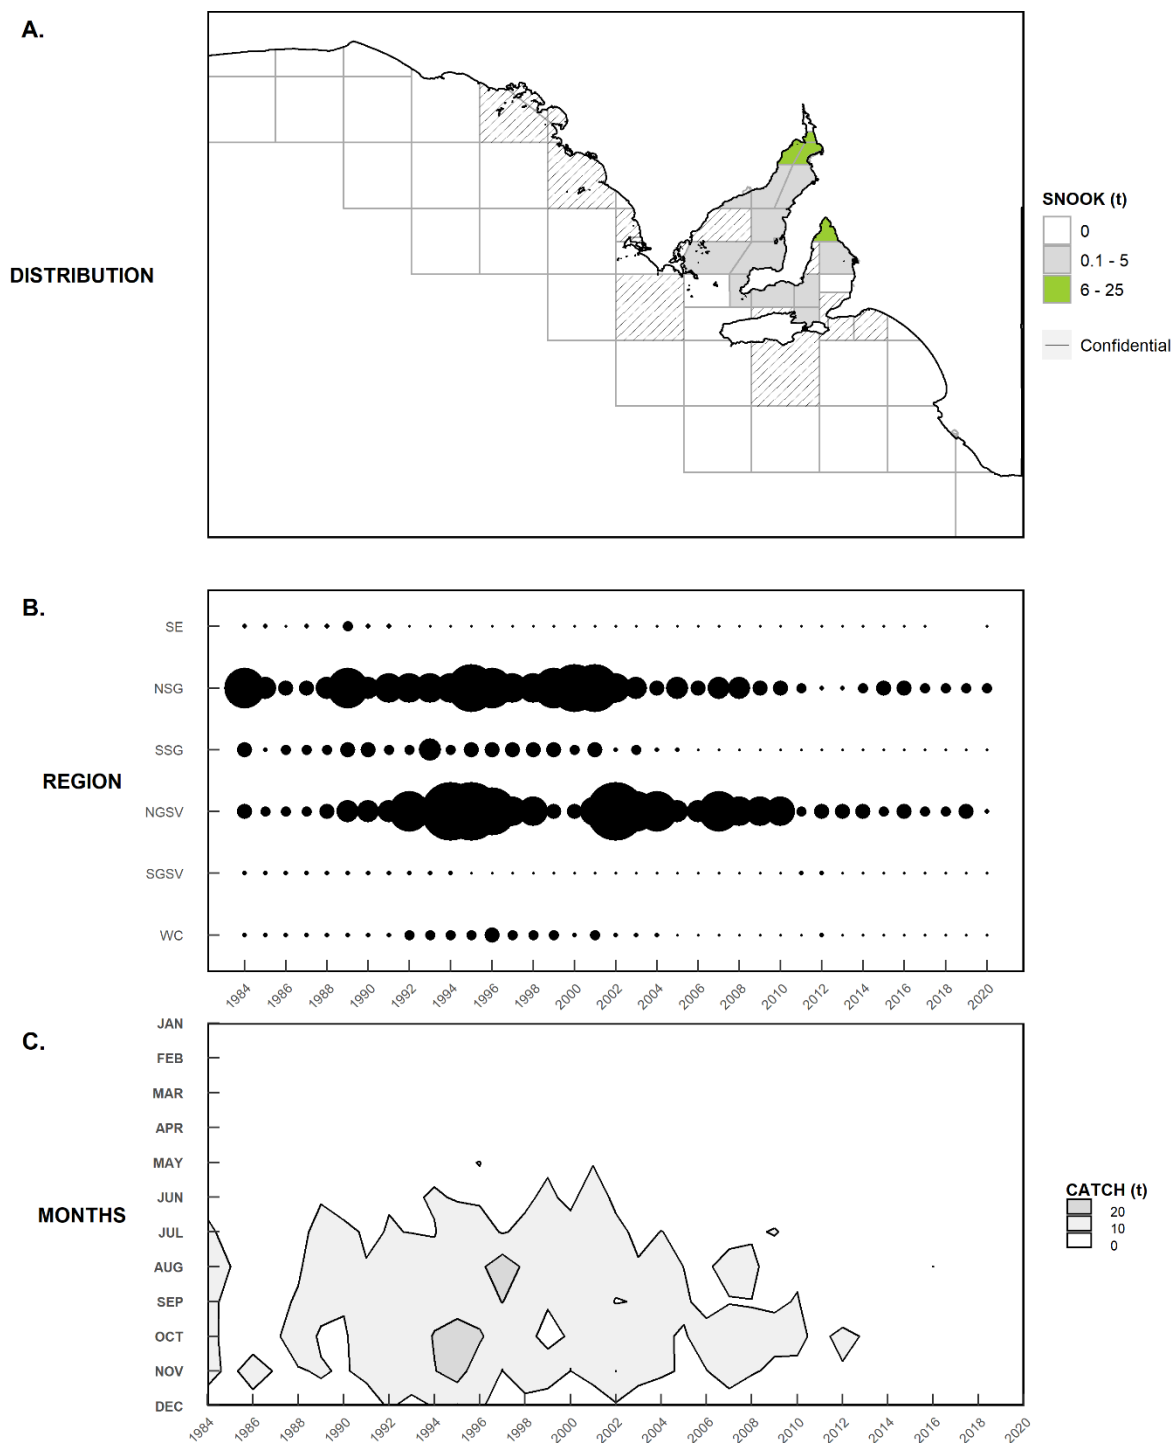 A.
DISTRIBUTION
SNOOK (t)
0
0.1 - 5
6 - 25
Confidential
B.
REGION
SE
NSG
SSG
NGSV
SGSV
WC
1984 1986 1988 1990 1992 1994 1996 1998 2000 2002 2004 2006 2008 2010 2012 2014 2016 2018 2020
C.
MONTHS
JAN
FEB
MAR
APR
MAY
JUN
JUL
AUG
SEP
OCT
NOV
DEC
CATCH (t)
20
10
0
1984 1986 1988 1990 1992 1994 1996 1998 2000 2002 2004 2006 2008 2010 2012 2014 2016 2018 2020